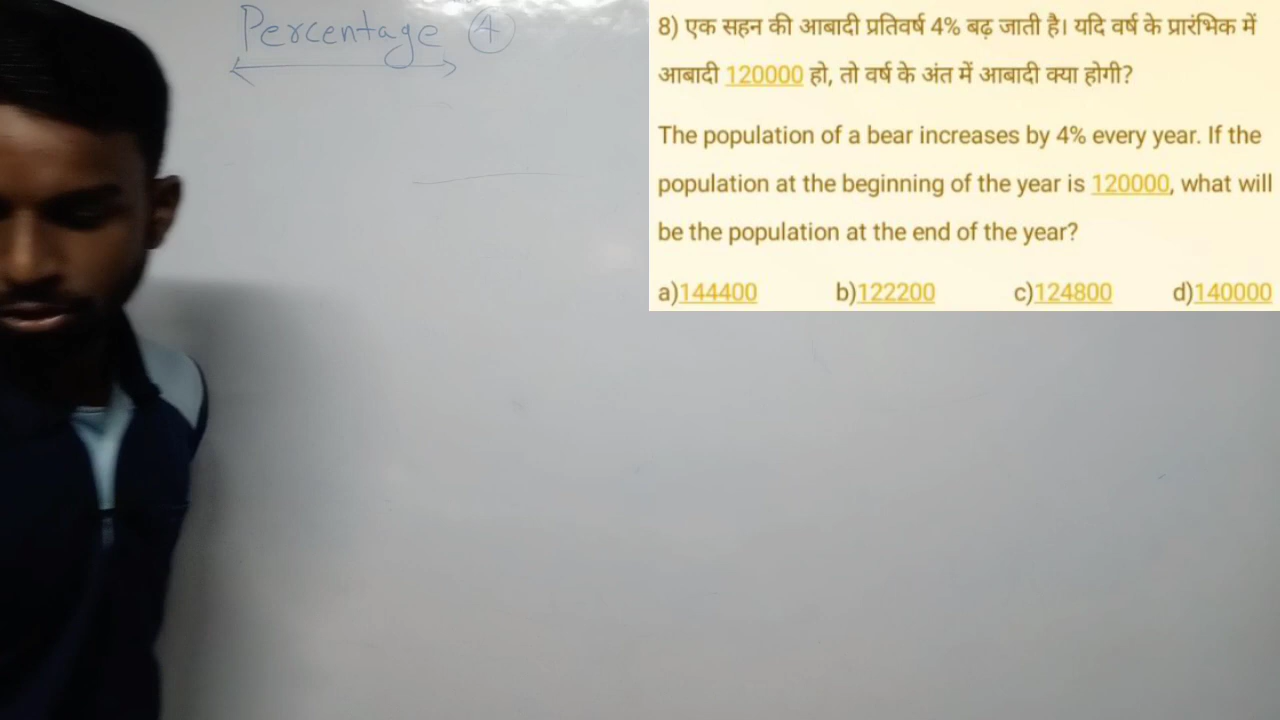 Percentage 4
8) एक सहन की आबादी प्रतिवर्ष 4% बढ़ जाती है। यदि वर्ष के प्रारंभिक में
आबादी 120000 हो, तो वर्ष के अंत में आबादी क्या होगी?
The population of a bear increases by 4% every year. If the
population at the beginning of the year is 120000, what will
be the population at the end of the year?
a)144400 b)122200 c)124800 d)140000